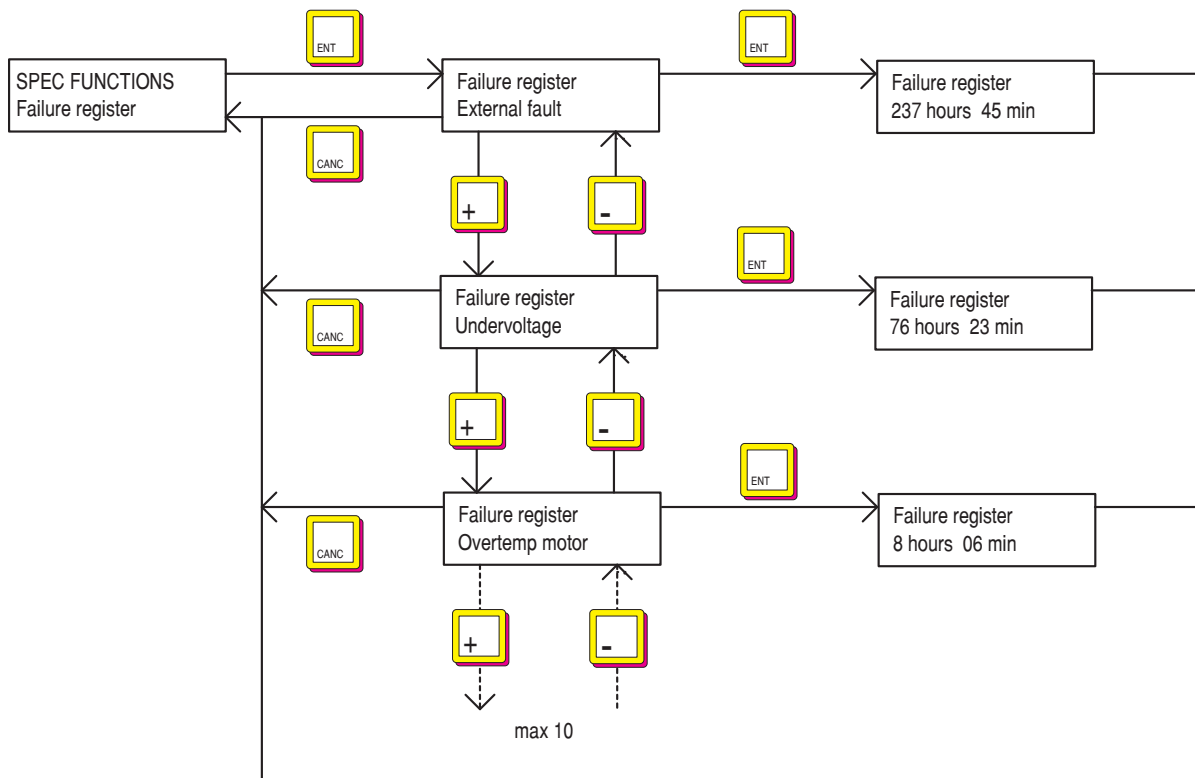 ENT
ENT
SPEC FUNCTIONS
Failure register
Failure register
External fault
Failure register
237 hours 45 min
CANC
+
-
ENT
Failure register
Undervoltage
Failure register
76 hours 23 min
CANC
+
-
ENT
Failure register
Overtemp motor
Failure register
8 hours 06 min
CANC
+
-
max 10